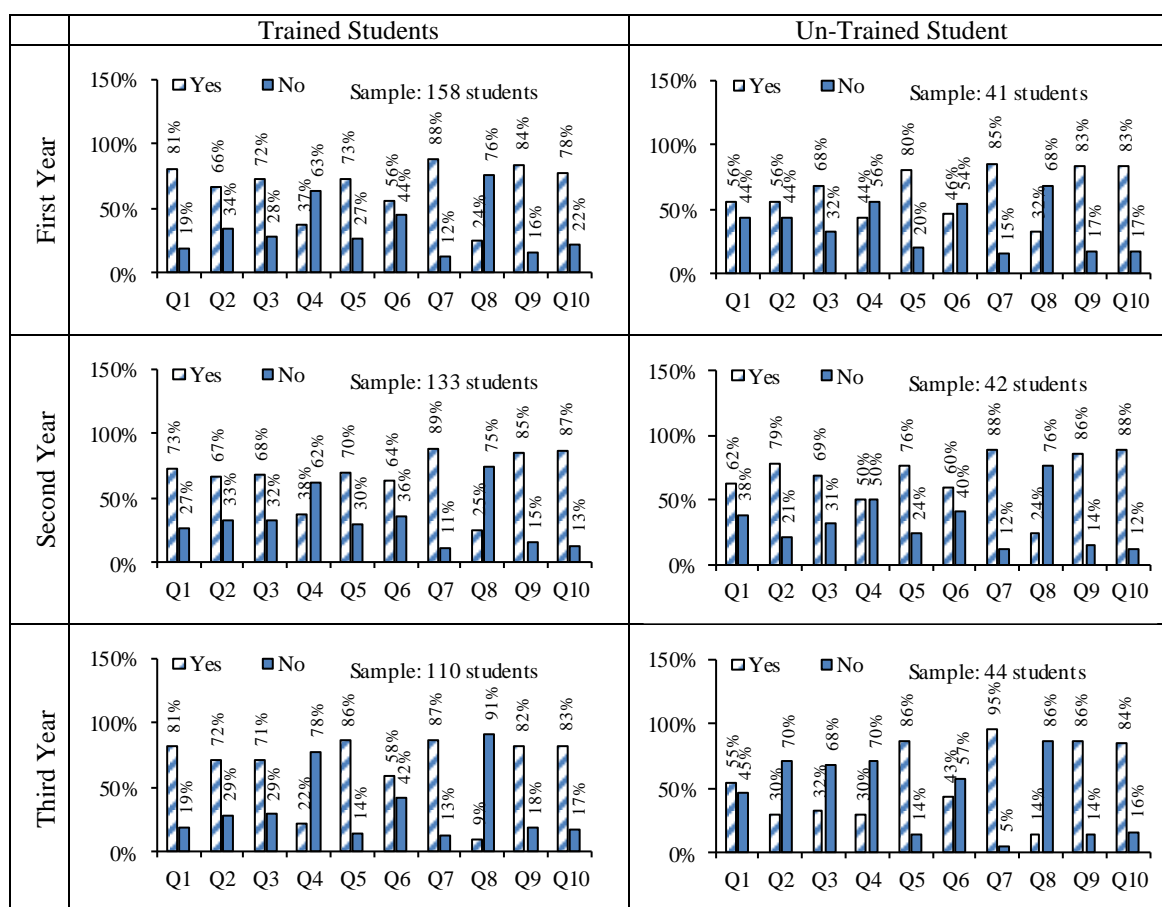 Trained Students
Un-Trained Student
First Year
150%
100%
50%
0%
Yes No
Sample: 158 students
81% 19% 66% 34% 72% 28% 37% 63% 73% 27% 56% 44% 88% 12% 24% 76% 84% 16% 78% 22%
Q1 Q2 Q3 Q4 Q5 Q6 Q7 Q8 Q9 Q10
150%
100%
50%
0%
Yes No
Sample: 41 students
56% 44% 56% 44% 68% 32% 44% 56% 80% 20% 46% 54% 85% 15% 32% 68% 83% 17% 83% 17%
Q1 Q2 Q3 Q4 Q5 Q6 Q7 Q8 Q9 Q10
Second Year
150%
100%
50%
0%
Yes No
Sample: 133 students
73% 27% 67% 33% 68% 32% 38% 62% 70% 30% 64% 36% 89% 11% 25% 75% 85% 15% 87% 13%
Q1 Q2 Q3 Q4 Q5 Q6 Q7 Q8 Q9 Q10
150%
100%
50%
0%
Yes No
Sample: 42 students
62% 38% 79% 21% 69% 31% 50% 50% 76% 24% 60% 40% 88% 12% 24% 76% 86% 14% 88% 12%
Q1 Q2 Q3 Q4 Q5 Q6 Q7 Q8 Q9 Q10
Third Year
150%
100%
50%
0%
Yes No
Sample: 110 students
81% 19% 72% 29% 71% 29% 22% 78% 86% 14% 58% 42% 87% 13% 9% 91% 82% 18% 83% 17%
Q1 Q2 Q3 Q4 Q5 Q6 Q7 Q8 Q9 Q10
150%
100%
50%
0%
Yes No
Sample: 44 students
55% 45% 30% 70% 32% 68% 30% 70% 86% 14% 43% 57% 95% 5% 14% 86% 86% 14% 84% 16%
Q1 Q2 Q3 Q4 Q5 Q6 Q7 Q8 Q9 Q10